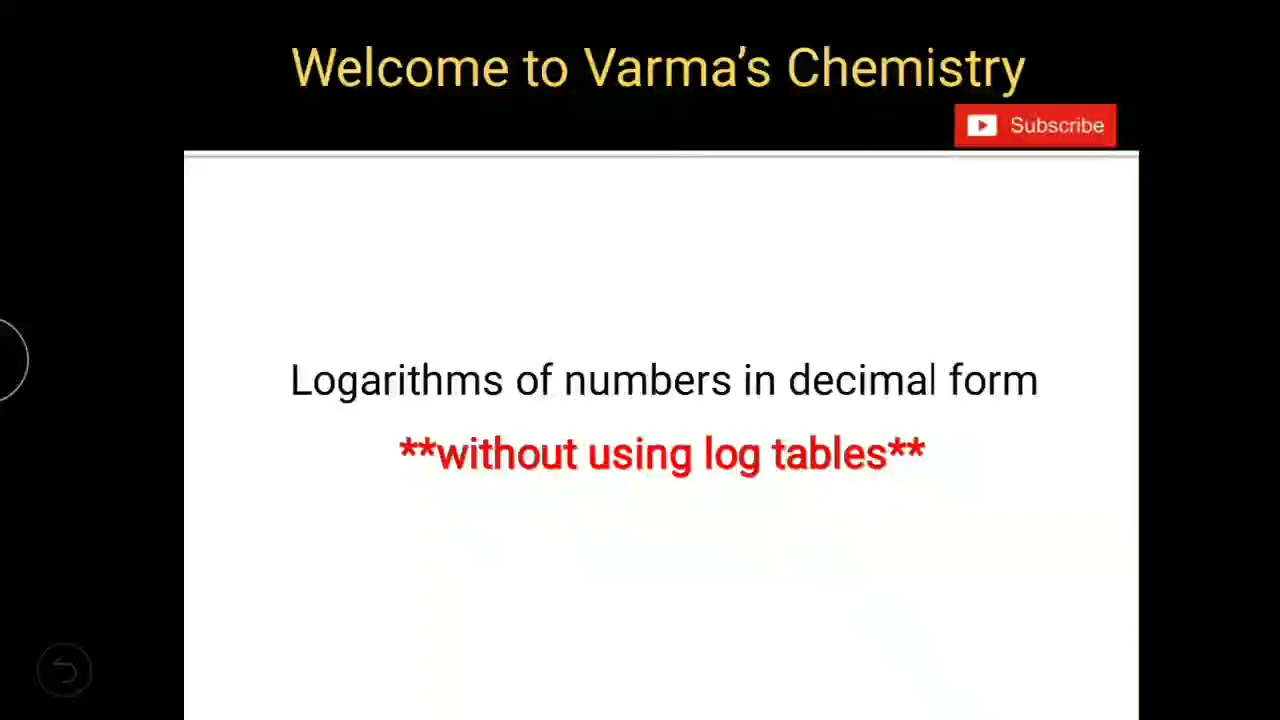 Welcome to Varma’s Chemistry
Subscribe
Logarithms of numbers in decimal form
**without using log tables**